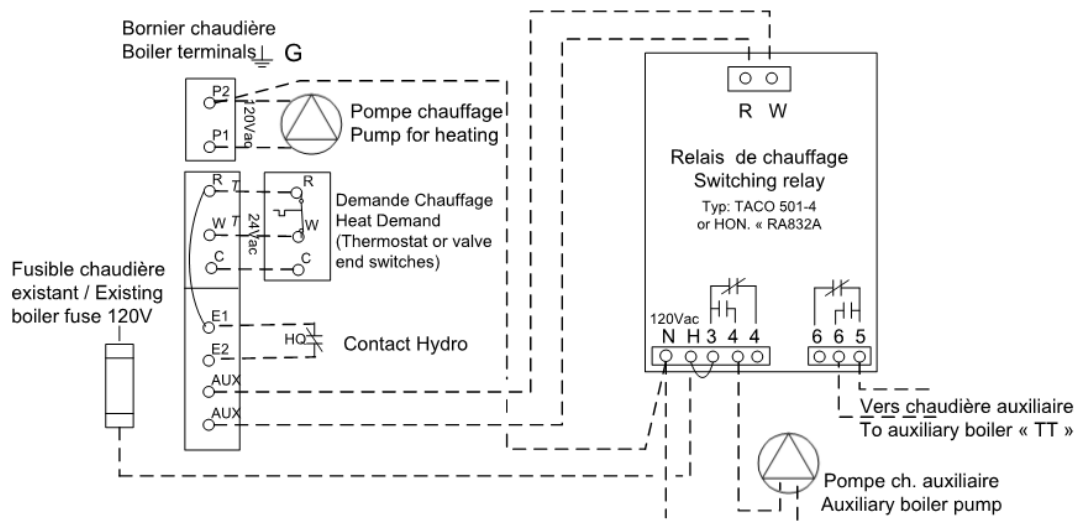 Bornier chaudière
Boiler terminals
G
P2
120Vac
P1
Pompe chauffage
Pump for heating
R T
W T
24Vac
C
R
W
C
Demande Chauffage
Heat Demand
(Thermostat or valve
end switches)
Fusible chaudière
existant / Existing
boiler fuse 120V
E1
E2
HQ
Contact Hydro
AUX
AUX
R W
Relais de chauffage
Switching relay
Typ: TACO 501-4
or HON. « RA832A
120Vac
N H 3 4 4
6 6 5
Vers chaudière auxiliaire
To auxiliary boiler « TT »
Pompe ch. auxiliaire
Auxiliary boiler pump